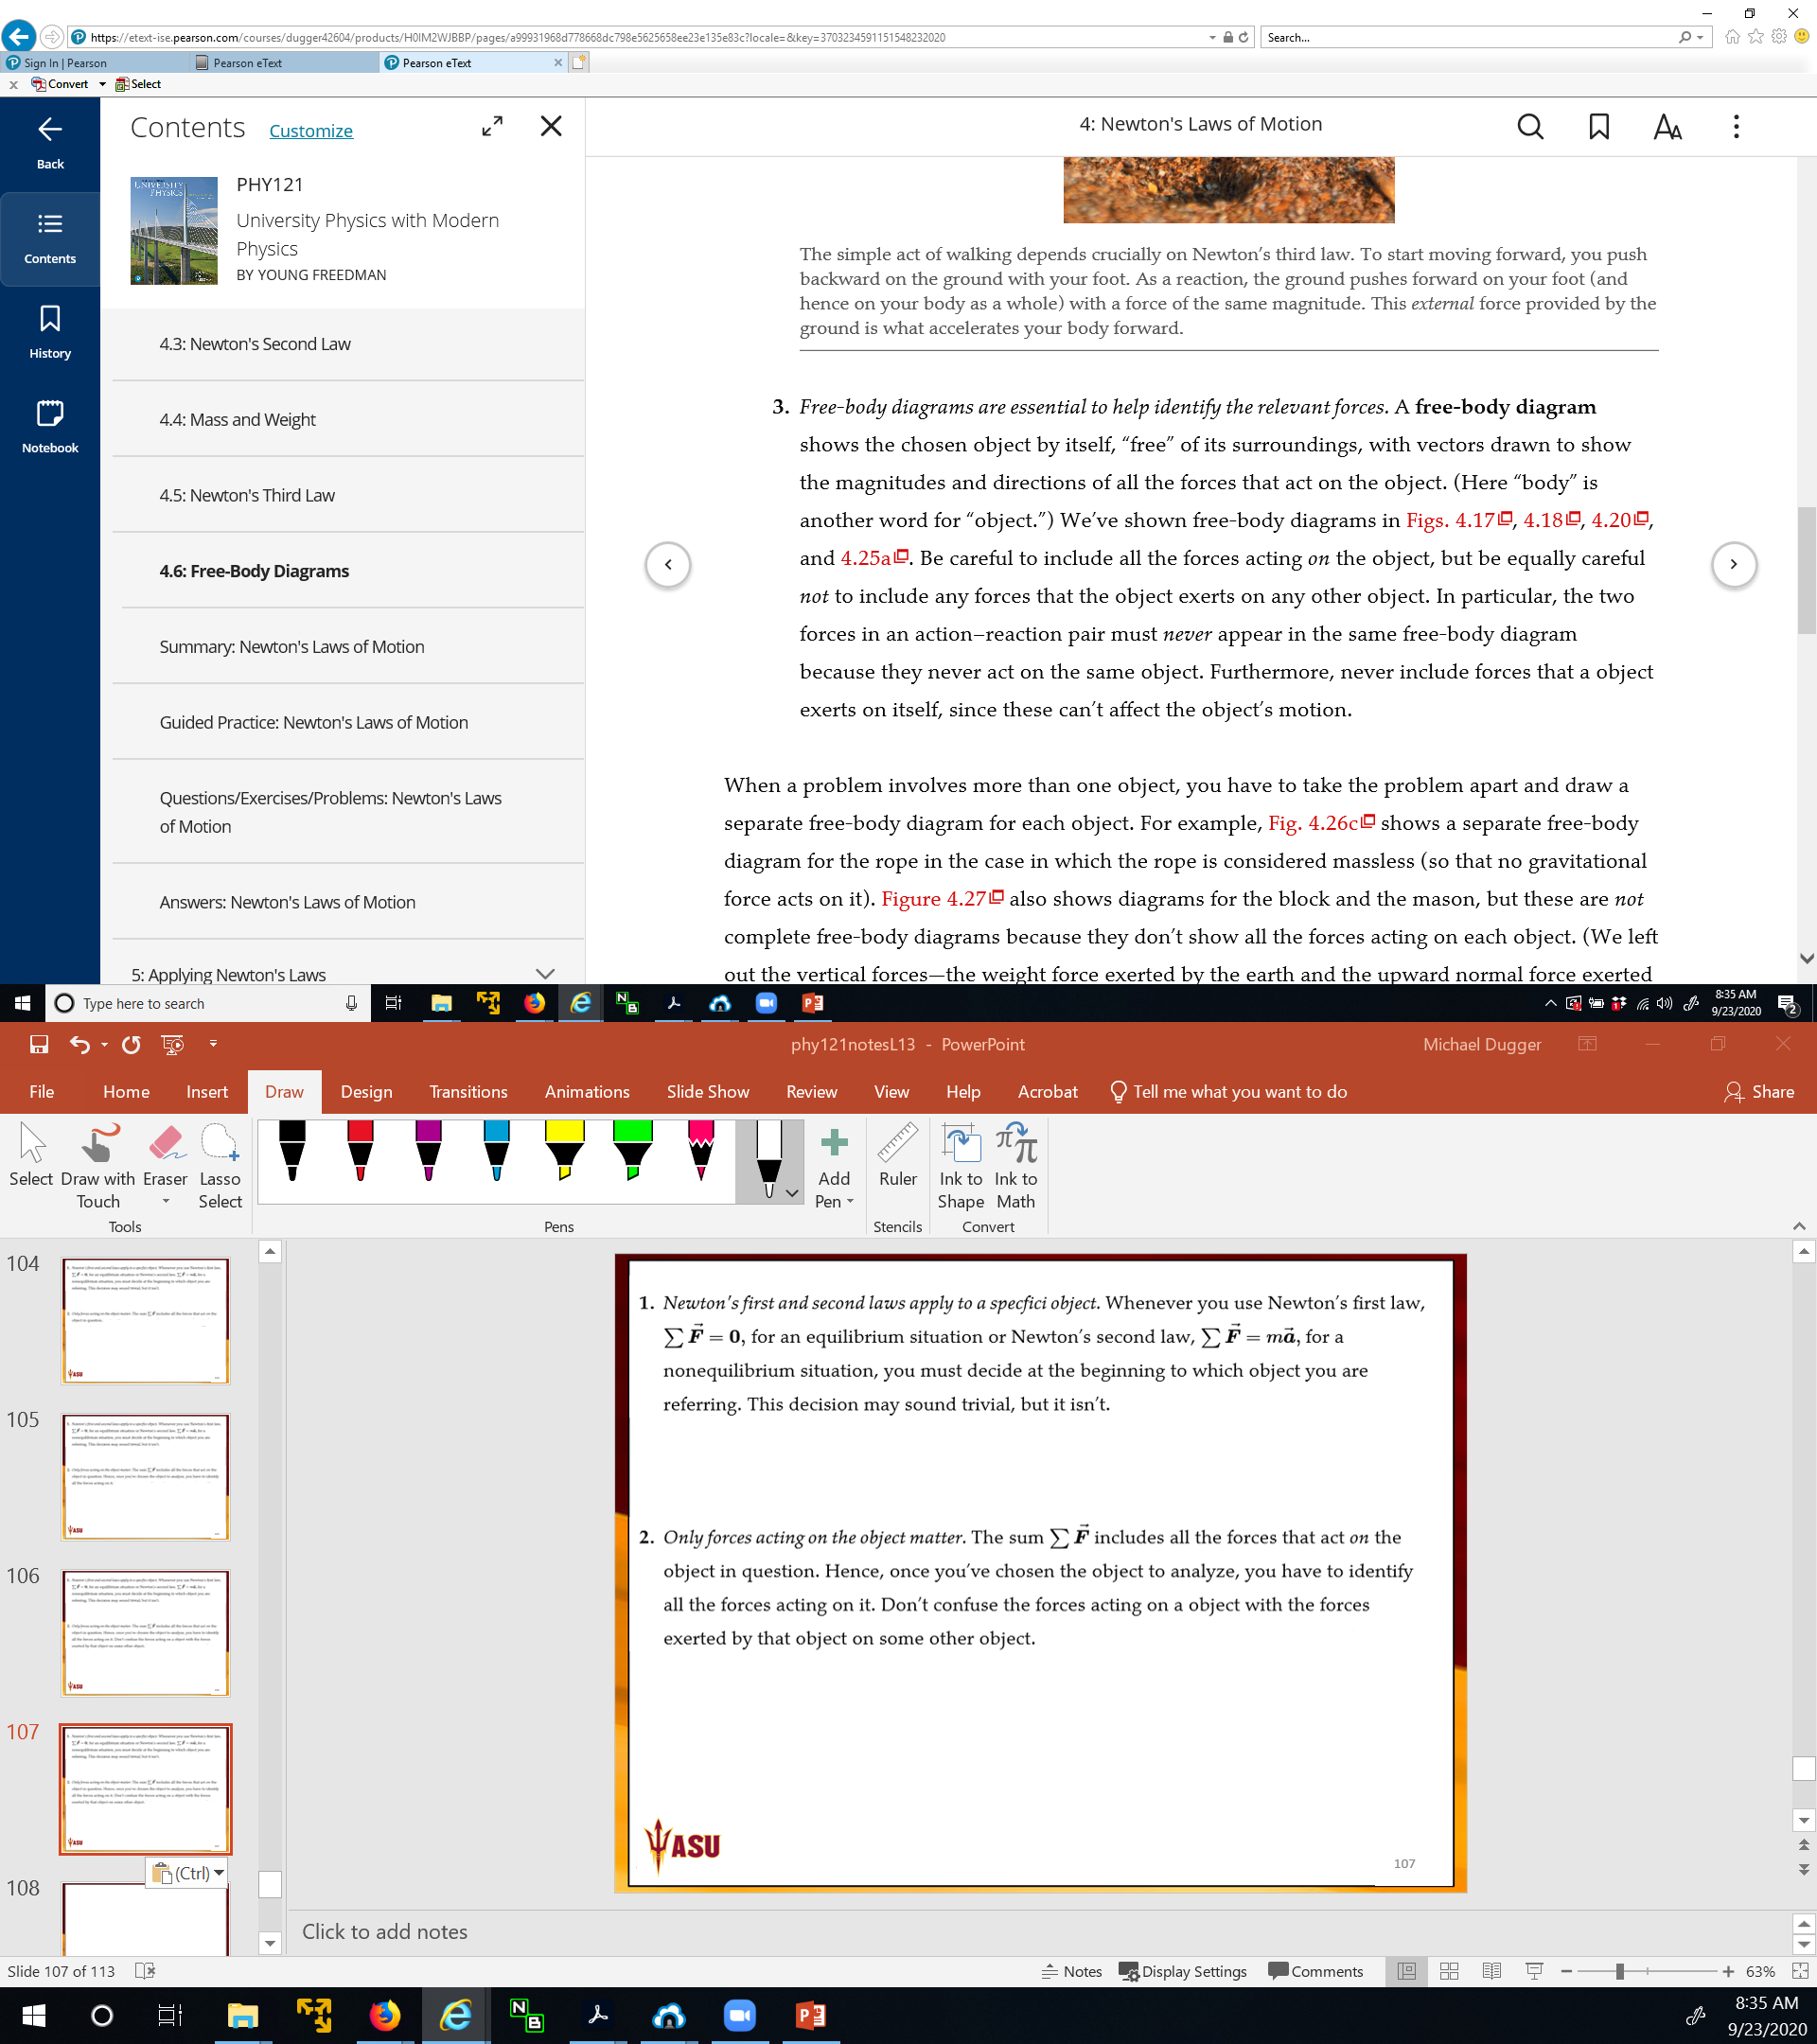 https://etext-ise.pearson.com/courses/dugger42604/products/H0IM2WJBBP/pages/a99931968d778668dc798e5625658ee23e135e83c?locale=&key=3703234591151548232020
Search...
Sign In | Pearson
Pearson eText
Pearson eText
Convert
Select
Back
Contents
History
Notebook
Contents
Customize
PHY121
University Physics with Modern
Physics
BY YOUNG FREEDMAN
4.3: Newton's Second Law
4.4: Mass and Weight
4.5: Newton's Third Law
4.6: Free-Body Diagrams
Summary: Newton's Laws of Motion
Guided Practice: Newton's Laws of Motion
Questions/Exercises/Problems: Newton's Laws
of Motion
Answers: Newton's Laws of Motion
5: Applying Newton's Laws
4: Newton's Laws of Motion
The simple act of walking depends crucially on Newton's third law. To start moving forward, you push
backward on the ground with your foot. As a reaction, the ground pushes forward on your foot (and
hence on your body as a whole) with a force of the same magnitude. This external force provided by the
ground is what accelerates your body forward.
3. Free-body diagrams are essential to help identify the relevant forces. A free-body diagram
shows the chosen object by itself, “free” of its surroundings, with vectors drawn to show
the magnitudes and directions of all the forces that act on the object. (Here “body” is
another word for “object.”) We've shown free-body diagrams in Figs. 4.17, 4.18, 4.20,
and 4.25a. Be careful to include all the forces acting on the object, but be equally careful
not to include any forces that the object exerts on any other object. In particular, the two
forces in an action–reaction pair must never appear in the same free-body diagram
because they never act on the same object. Furthermore, never include forces that a object
exerts on itself, since these can't affect the object's motion.
When a problem involves more than one object, you have to take the problem apart and draw a
separate free-body diagram for each object. For example, Fig. 4.26c shows a separate free-body
diagram for the rope in the case in which the rope is considered massless (so that no gravitational
force acts on it). Figure 4.27 also shows diagrams for the block and the mason, but these are not
complete free-body diagrams because they don't show all the forces acting on each object. (We left
out the vertical forces—the weight force exerted by the earth and the upward normal force exerted
Type here to search
8:35 AM
9/23/2020
2
phy121notesL13 - PowerPoint
Michael Dugger
File Home Insert Draw Design Transitions Animations Slide Show Review View Help Acrobat Tell me what you want to do Share
Select Draw with Touch Eraser Lasso Select
Tools
Pens
Add Pen
Ruler
Stencils
Ink to Shape
Ink to Math
Convert
104
105
106
107
108
(Ctrl)
1. Newton's first and second laws apply to a specfici object. Whenever you use Newton's first law,
∑ F⃗ = 0, for an equilibrium situation or Newton's second law, ∑ F⃗ = ma⃗, for a
nonequilibrium situation, you must decide at the beginning to which object you are
referring. This decision may sound trivial, but it isn't.
2. Only forces acting on the object matter. The sum ∑ F⃗ includes all the forces that act on the
object in question. Hence, once you've chosen the object to analyze, you have to identify
all the forces acting on it. Don't confuse the forces acting on a object with the forces
exerted by that object on some other object.
ASU
107
Click to add notes
Slide 107 of 113
Notes Display Settings Comments
63%
8:35 AM
9/23/2020